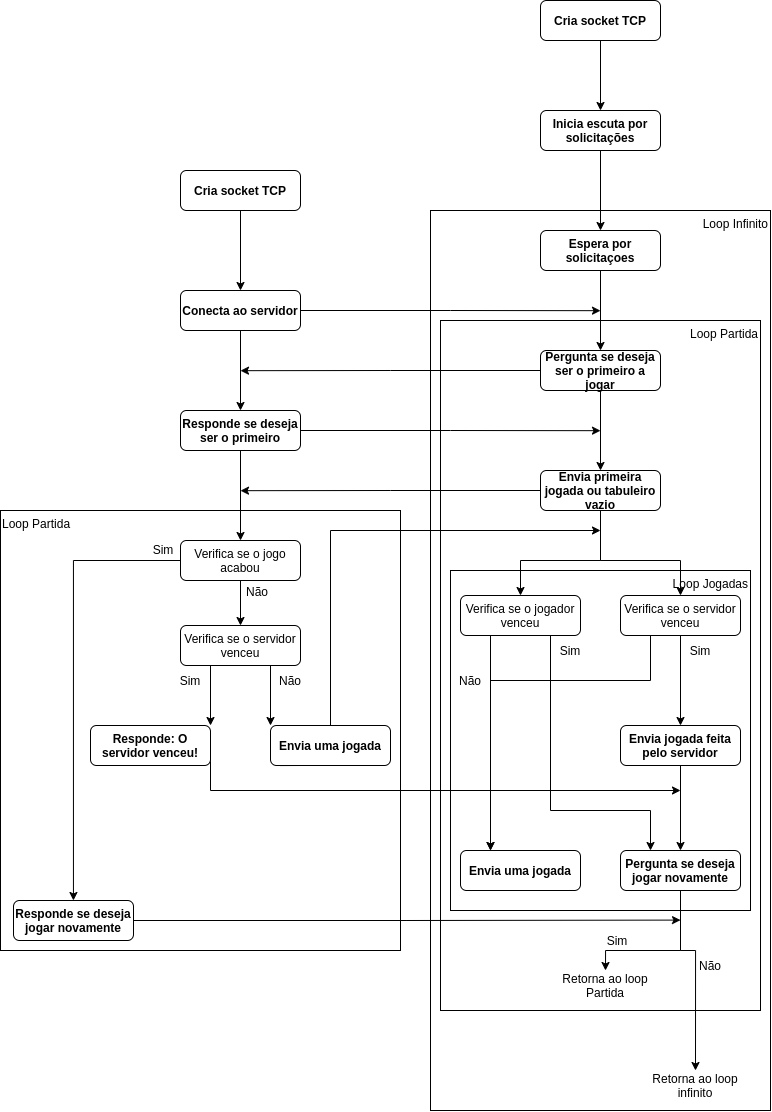 Cria socket TCP
Inicia escuta por
solicitações
Cria socket TCP
Loop Infinito
Espera por
solicitaçoes
Conecta ao servidor
Loop Partida
Pergunta se deseja
ser o primeiro a
jogar
Responde se deseja
ser o primeiro
Envia primeira
jogada ou tabuleiro
vazio
Loop Partida
Sim
Verifica se o jogo
acabou
Não
Loop Jogadas
Verifica se o jogador
venceu
Verifica se o servidor
venceu
Verifica se o servidor
venceu
Sim
Não
Não
Sim
Sim
Responde: O
servidor venceu!
Envia uma jogada
Envia jogada feita
pelo servidor
Envia uma jogada
Pergunta se deseja
jogar novamente
Responde se deseja
jogar novamente
Sim
Não
Retorna ao loop
Partida
Retorna ao loop
infinito